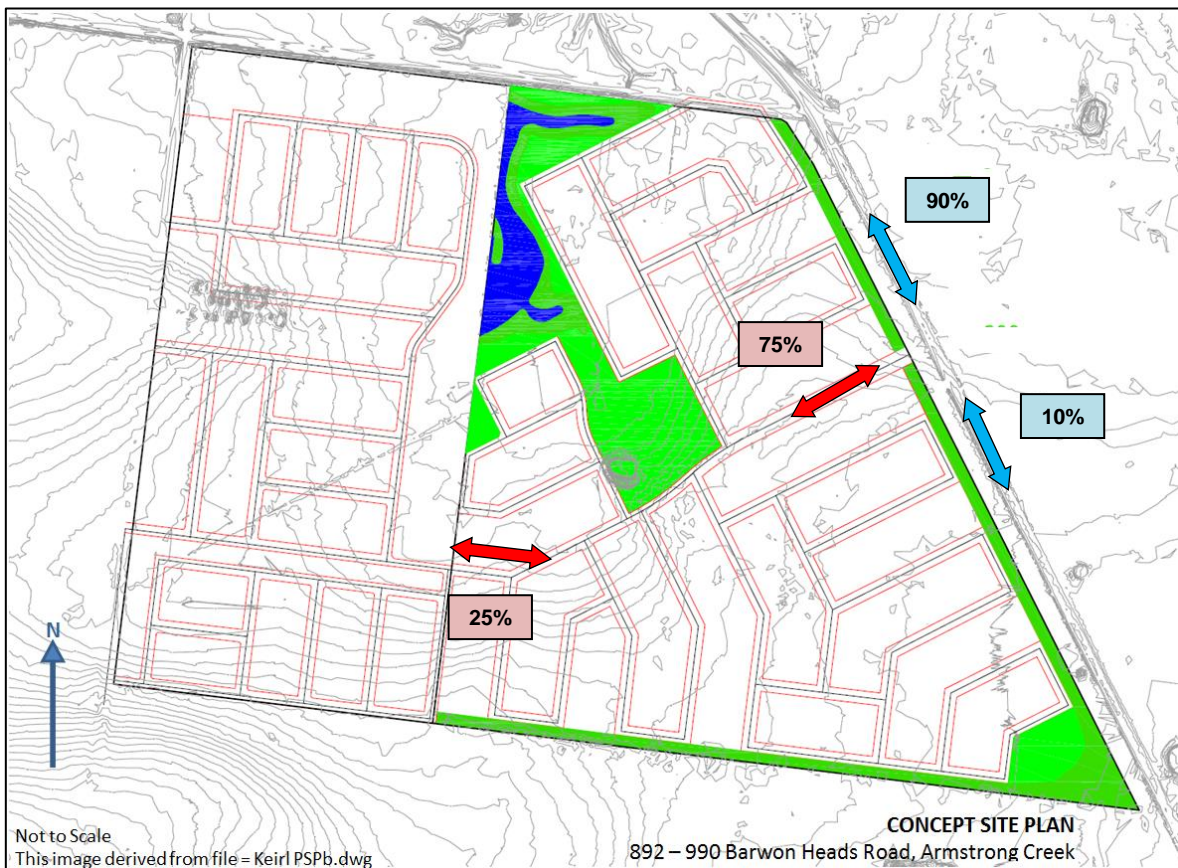 90%
75%
10%
25%
N
Not to Scale
This image derived from file = Keirl PSPb.dwg
CONCEPT SITE PLAN
892 – 990 Barwon Heads Road, Armstrong Creek